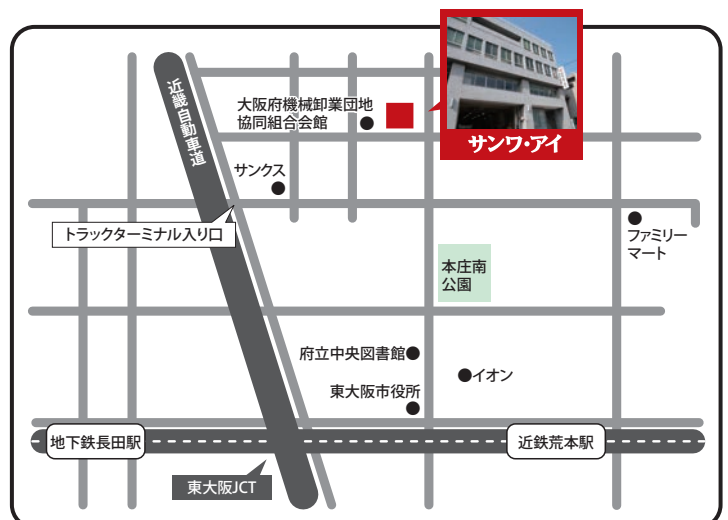 近畿自動車道
大阪府機械卸業団地
協同組合会館
サンワ・アイ
サンクス
トラックターミナル入り口
ファミリー
マート
本庄南
公園
府立中央図書館
イオン
東大阪市役所
地下鉄長田駅
近鉄荒本駅
東大阪JCT